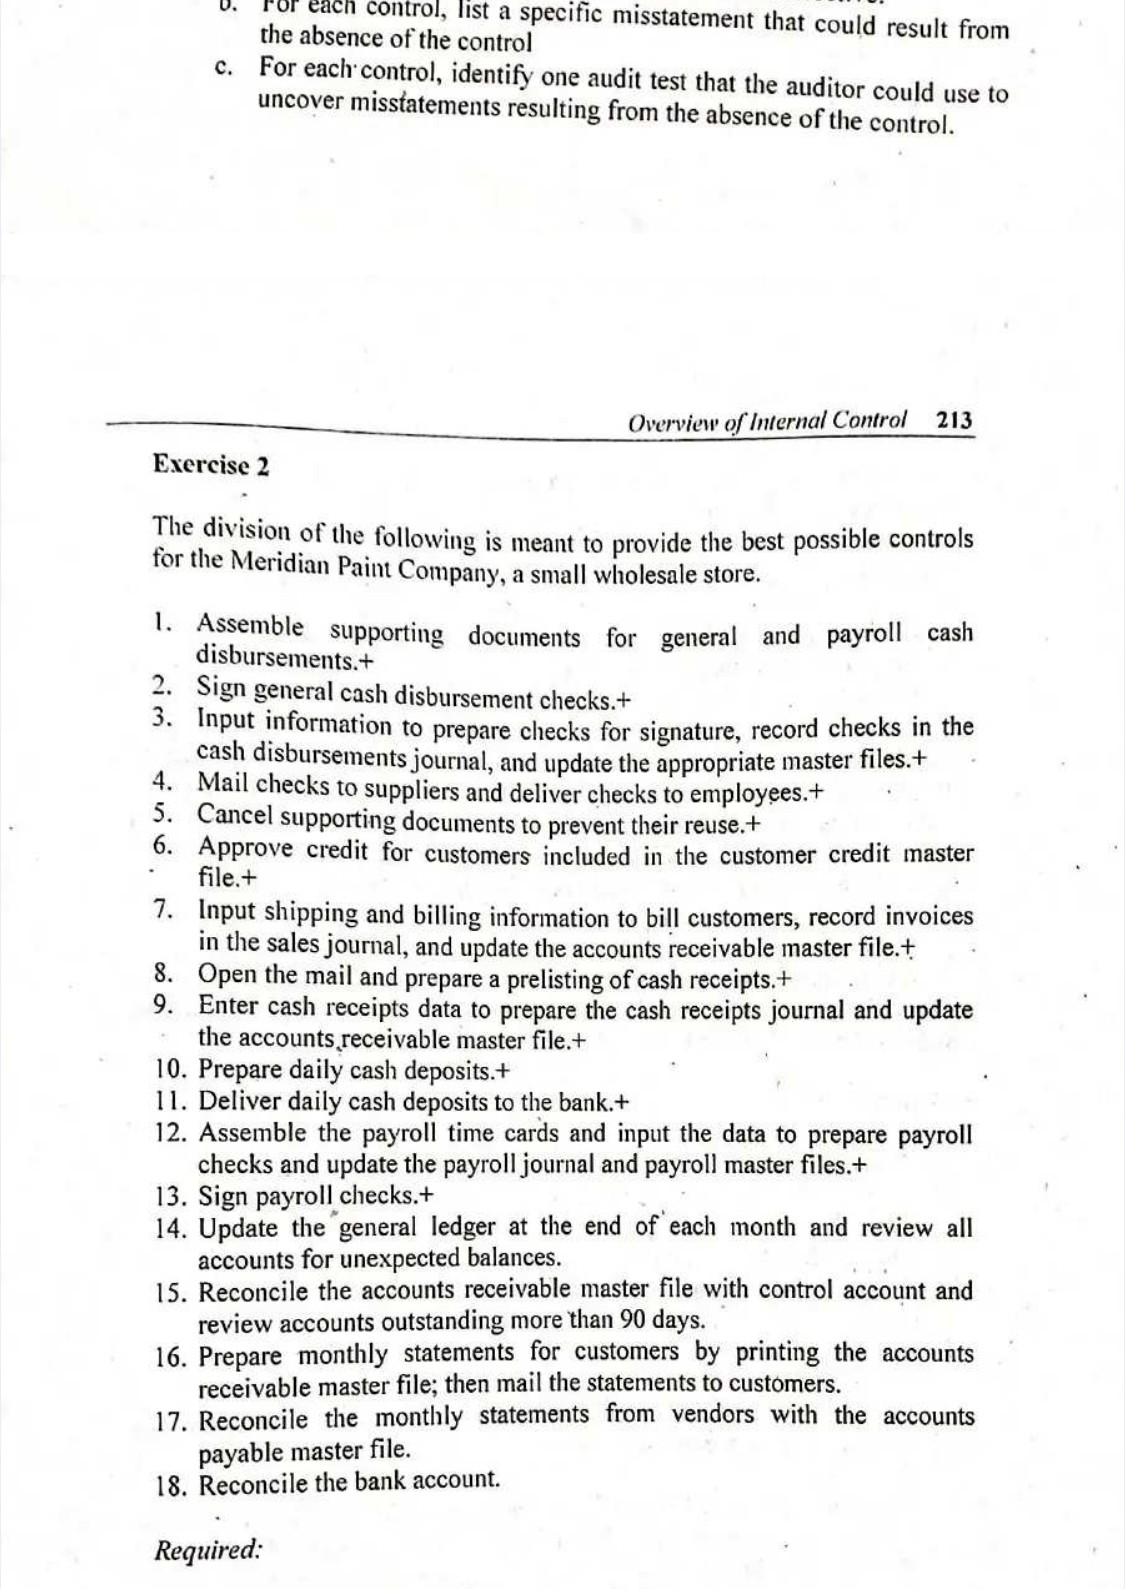 b. For each control, list a specific misstatement that could result from
the absence of the control
c. For each control, identify one audit test that the auditor could use to
uncover misstatements resulting from the absence of the control.
Overview of Internal Control 213
Exercise 2
The division of the following is meant to provide the best possible controls
for the Meridian Paint Company, a small wholesale store.
1. Assemble supporting documents for general and payroll cash
disbursements.+
2. Sign general cash disbursement checks.+
3. Input information to prepare checks for signature, record checks in the
cash disbursements journal, and update the appropriate master files.+
4. Mail checks to suppliers and deliver checks to employees.+
5. Cancel supporting documents to prevent their reuse.+
6. Approve credit for customers included in the customer credit master
file.+
7. Input shipping and billing information to bill customers, record invoices
in the sales journal, and update the accounts receivable master file.+
8. Open the mail and prepare a prelisting of cash receipts.+
9. Enter cash receipts data to prepare the cash receipts journal and update
the accounts receivable master file.+
10. Prepare daily cash deposits.+
11. Deliver daily cash deposits to the bank.+
12. Assemble the payroll time cards and input the data to prepare payroll
checks and update the payroll journal and payroll master files.+
13. Sign payroll checks.+
14. Update the general ledger at the end of each month and review all
accounts for unexpected balances.
15. Reconcile the accounts receivable master file with control account and
review accounts outstanding more than 90 days.
16. Prepare monthly statements for customers by printing the accounts
receivable master file; then mail the statements to customers.
17. Reconcile the monthly statements from vendors with the accounts
payable master file.
18. Reconcile the bank account.
Required: